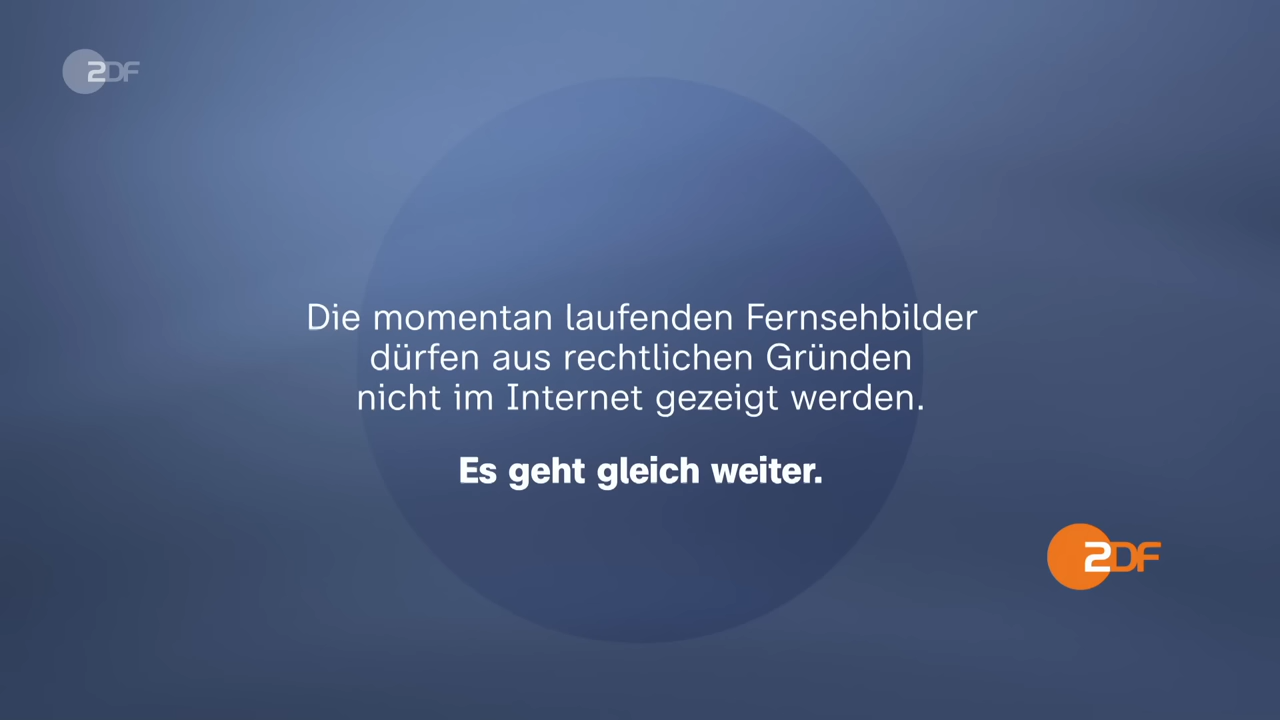 ZDF
Die momentan laufenden Fernsehbilder
dürfen aus rechtlichen Gründen
nicht im Internet gezeigt werden.
Es geht gleich weiter.
ZDF